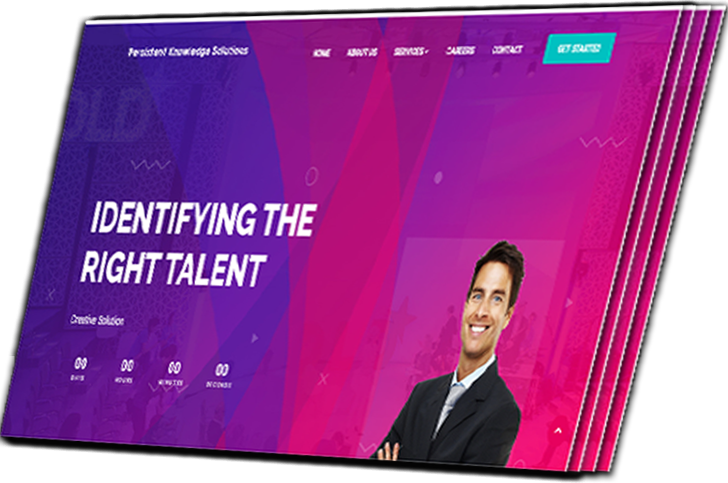 Persistent Knowledge Solutions
HOME ABOUT US SERVICES CAREERS CONTACT GET STARTED
OLD
IDENTIFYING THE
RIGHT TALENT
Creative Solution
00 00 00 00
DAYS HOURS MINUTES SECONDS